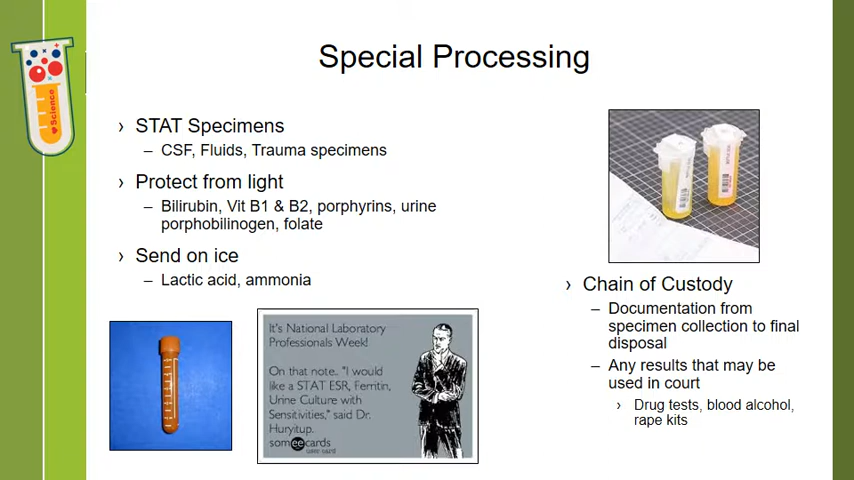 Special Processing
Science
› STAT Specimens
– CSF, Fluids, Trauma specimens
› Protect from light
– Bilirubin, Vit B1 & B2, porphyrins, urine
porphobilinogen, folate
› Send on ice
– Lactic acid, ammonia
It's National Laboratory
Professionals Week!
On that note.. "I would
like a STAT ESR, Ferritin,
Urine Culture with
Sensitivities," said Dr.
Huryitup.
someecards
user card
› Chain of Custody
– Documentation from
specimen collection to final
disposal
– Any results that may be
used in court
› Drug tests, blood alcohol,
rape kits